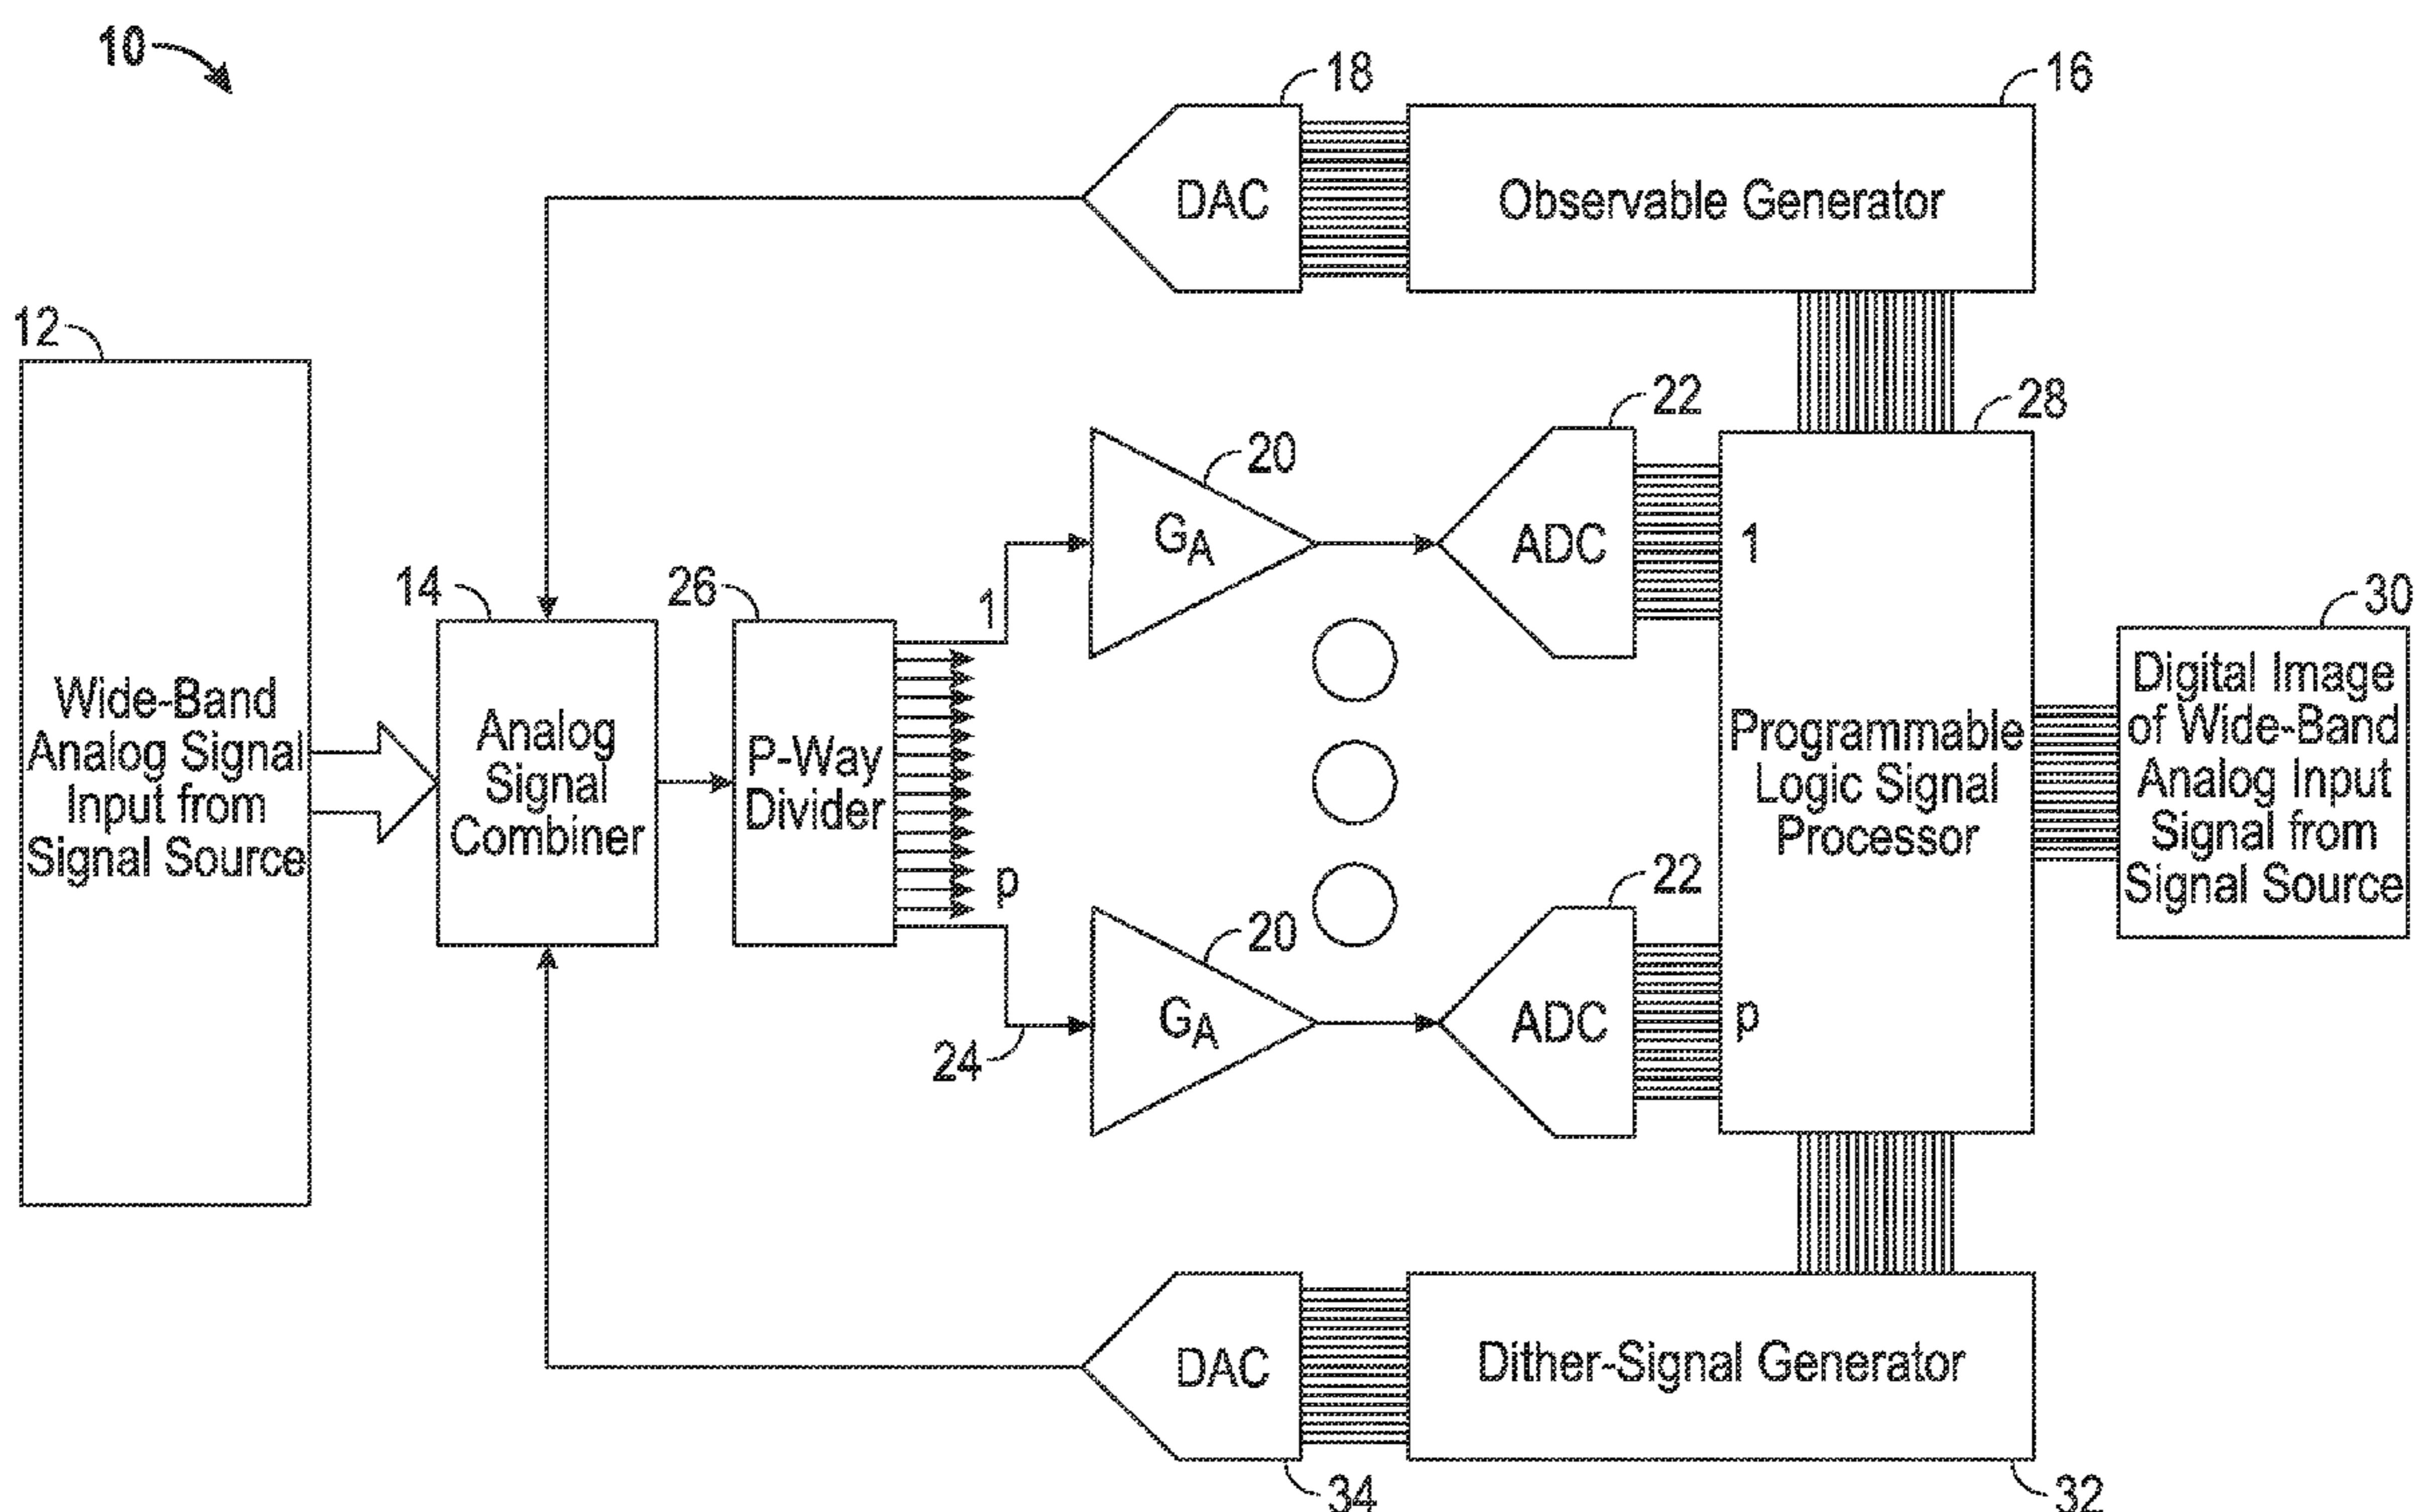 10
18
16
DAC
Observable Generator
12
22
28
20
GA
ADC
1
14
26
1
30
Wide-Band
Analog Signal
Input from
Signal Source
Analog
Signal
Combiner
P-Way
Divider
Programmable
Logic Signal
Processor
Digital Image
of Wide-Band
Analog Input
Signal from
Signal Source
p
22
20
GA
ADC
p
24
DAC
Dither-Signal Generator
34
32